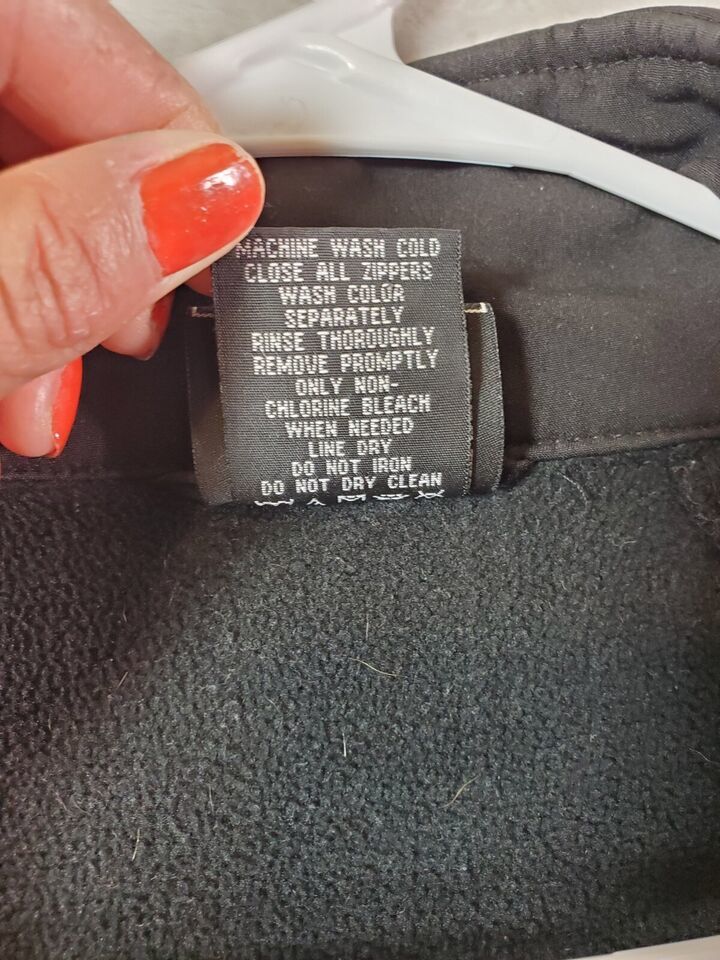 MACHINE WASH COLD
CLOSE ALL ZIPPERS
WASH COLOR
SEPARATELY
RINSE THOROUGHLY
REMOVE PROMPTLY
ONLY NON-
CHLORINE BLEACH
WHEN NEEDED
LINE DRY
DO NOT IRON
DO NOT DRY CLEAN